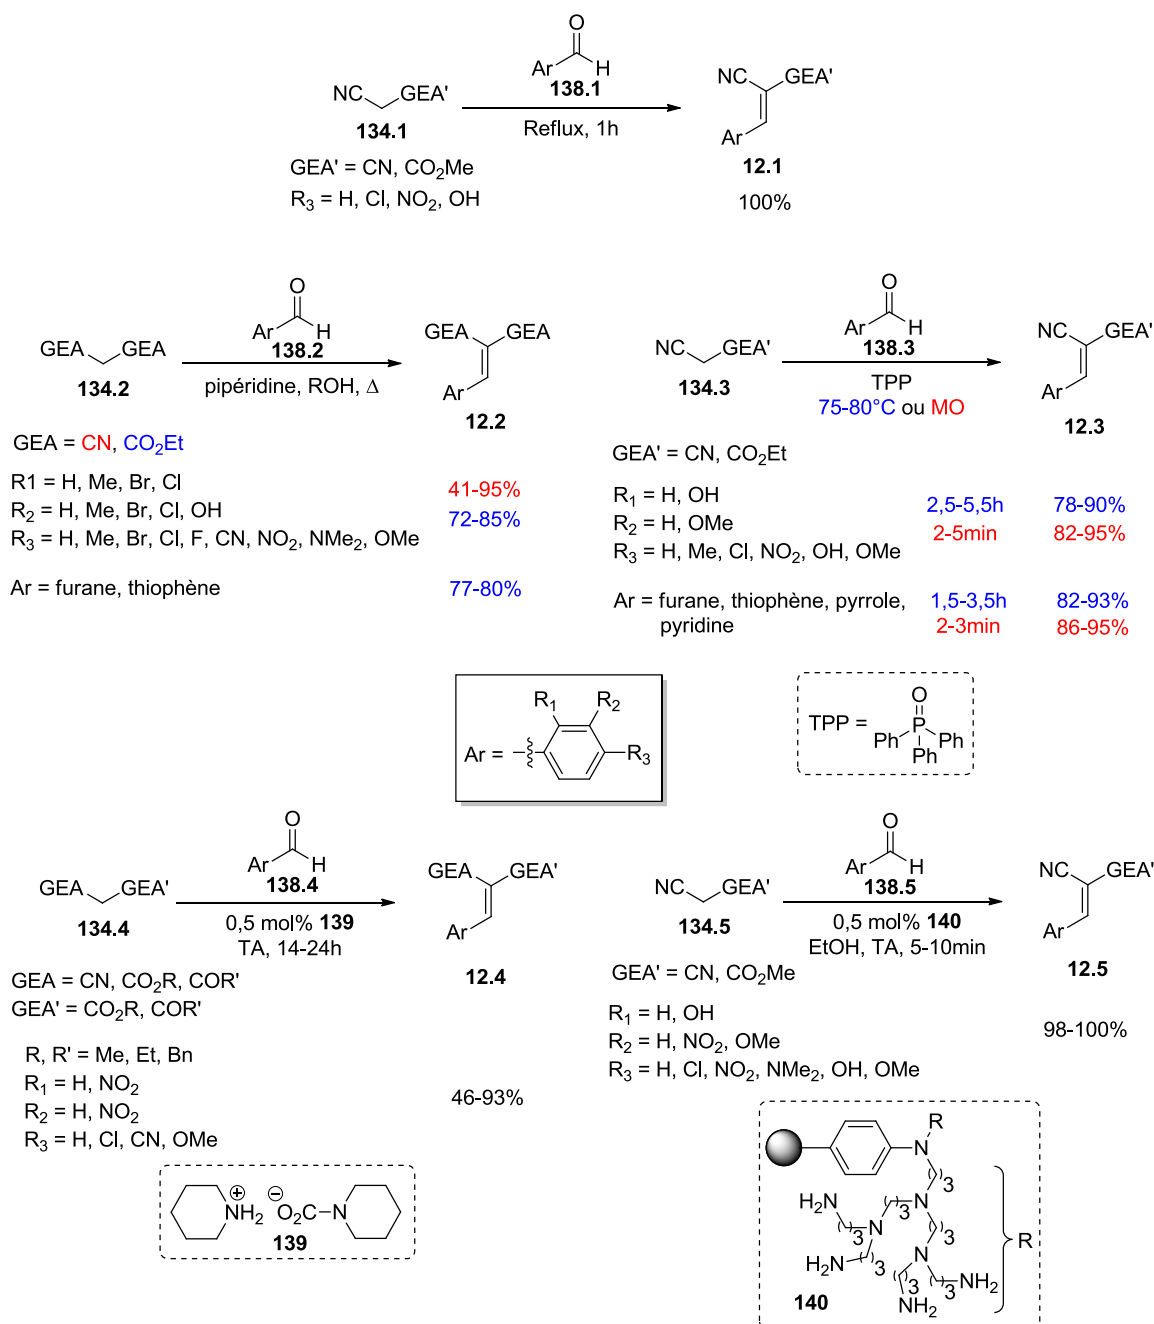 O
Ar H
138.1
NC GEA'
134.1
Reflux, 1h
NC GEA'
Ar
12.1
GEA' = CN, CO₂Me
R₃ = H, Cl, NO₂, OH
100%
O
Ar H
138.2
GEA GEA
134.2
pipéridine, ROH, Δ
GEA GEA
Ar
12.2
GEA = CN, CO₂Et
R1 = H, Me, Br, Cl
R₂ = H, Me, Br, Cl, OH
R₃ = H, Me, Br, Cl, F, CN, NO₂, NMe₂, OMe
41-95%
72-85%
Ar = furane, thiophène
77-80%
O
Ar H
138.3
NC GEA'
134.3
TPP
75-80°C ou MO
NC GEA'
Ar
12.3
GEA' = CN, CO₂Et
R₁ = H, OH
R₂ = H, OMe
R₃ = H, Me, Cl, NO₂, OH, OMe
2,5-5,5h 78-90%
2-5min 82-95%
Ar = furane, thiophène, pyrrole,
pyridine
1,5-3,5h 82-93%
2-3min 86-95%
Ar =
R₁ R₂
R₃
TPP =
O
P
Ph Ph
Ph
O
Ar H
138.4
GEA GEA'
134.4
0,5 mol% 139
TA, 14-24h
GEA GEA'
Ar
12.4
GEA = CN, CO₂R, COR'
GEA' = CO₂R, COR'
R, R' = Me, Et, Bn
R₁ = H, NO₂
R₂ = H, NO₂
R₃ = H, Cl, CN, OMe
46-93%
⊕ ⊖
NH₂ O₂C N
139
O
Ar H
138.5
NC GEA'
134.5
0,5 mol% 140
EtOH, TA, 5-10min
NC GEA'
Ar
12.5
GEA' = CN, CO₂Me
R₁ = H, OH
R₂ = H, NO₂, OMe
R₃ = H, Cl, NO₂, NMe₂, OH, OMe
98-100%
R
N
3
H₂N 3 N
3 N 3
H₂N 3 N
3 3 NH₂
NH₂
R
140